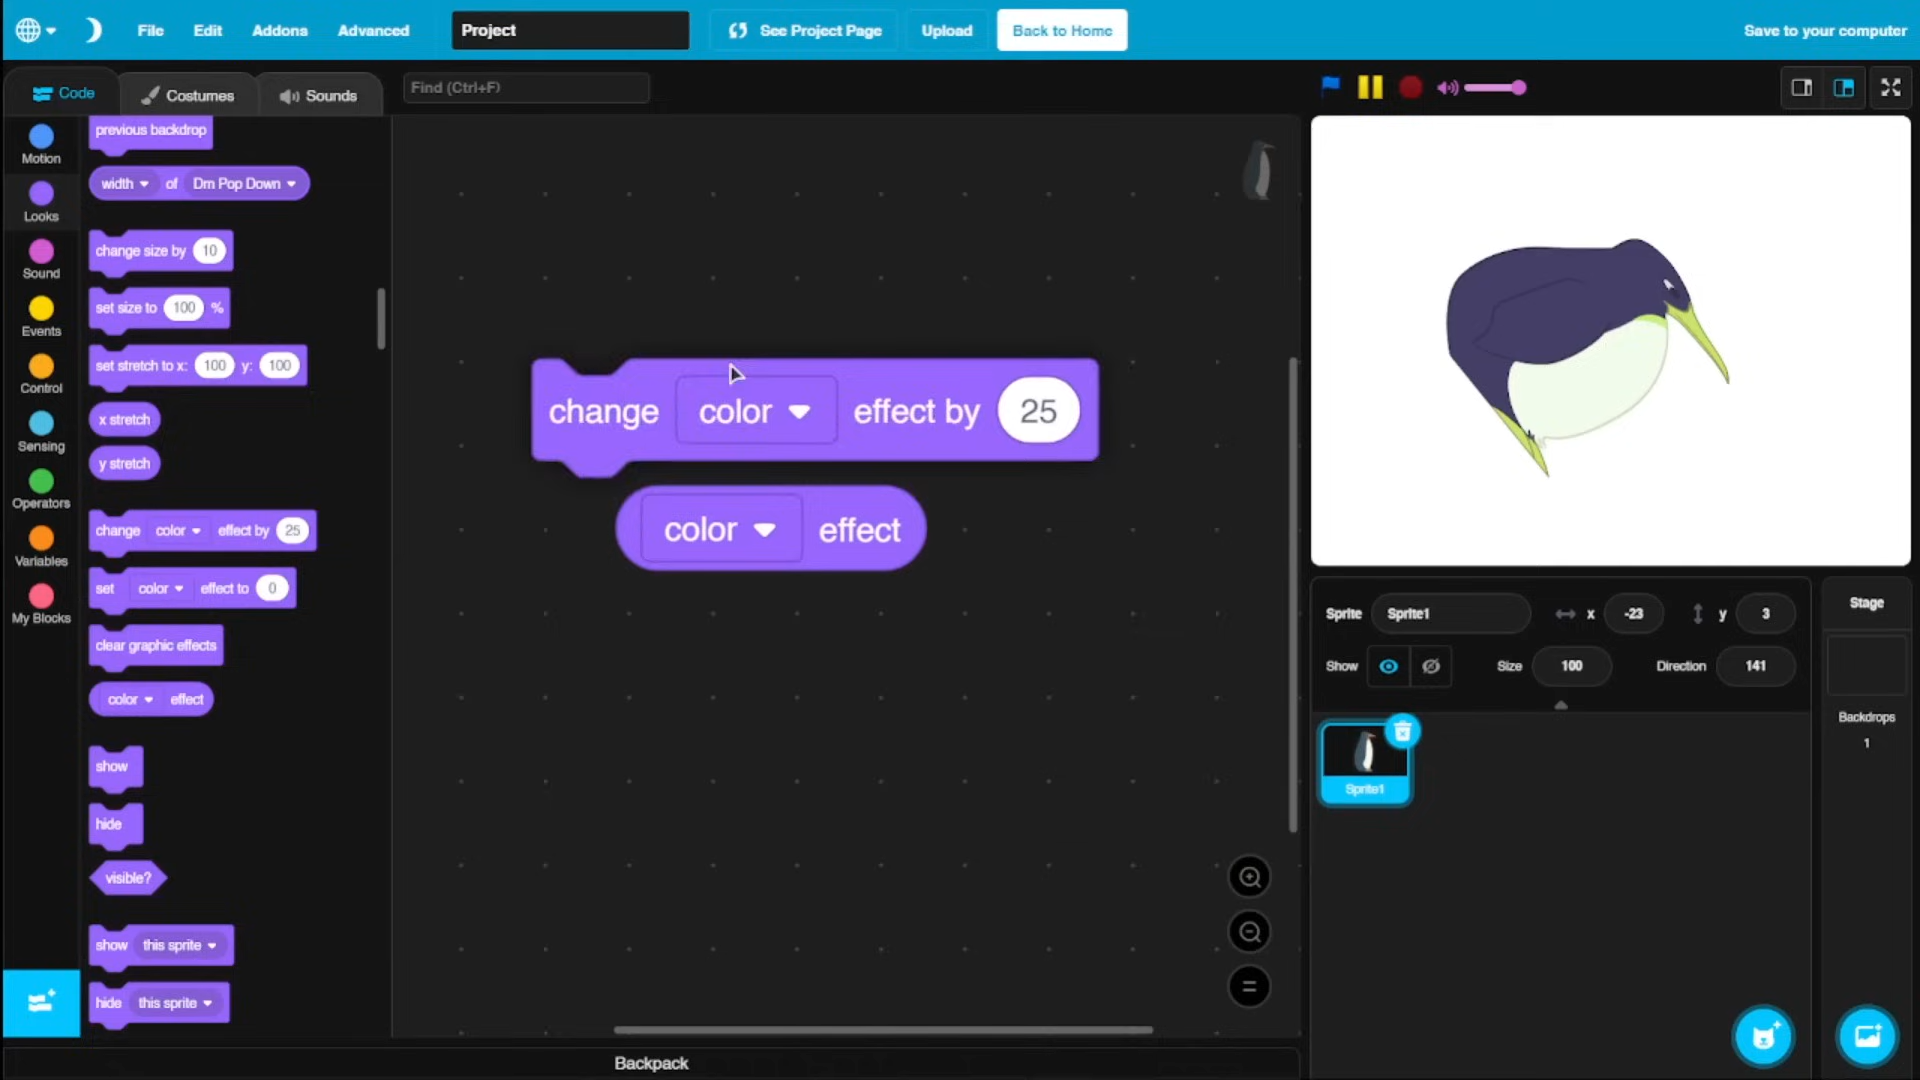 File Edit Addons Advanced Project See Project Page Upload Back to Home Save to your computer
Code Costumes Sounds Find (Ctrl+F)
Motion
Looks
Sound
Events
Control
Sensing
Operators
Variables
My Blocks
previous backdrop
width of Dm Pop Down
change size by 10
set size to 100 %
set stretch to x: 100 y: 100
x stretch
y stretch
change color effect by 25
set color effect to 0
clear graphic effects
color effect
show
hide
visible?
show this sprite
hide this sprite
change color effect by 25
color effect
Backpack
Sprite Sprite1 x -23 y 3
Show Size 100 Direction 141
Sprite1
Stage
Backdrops
1